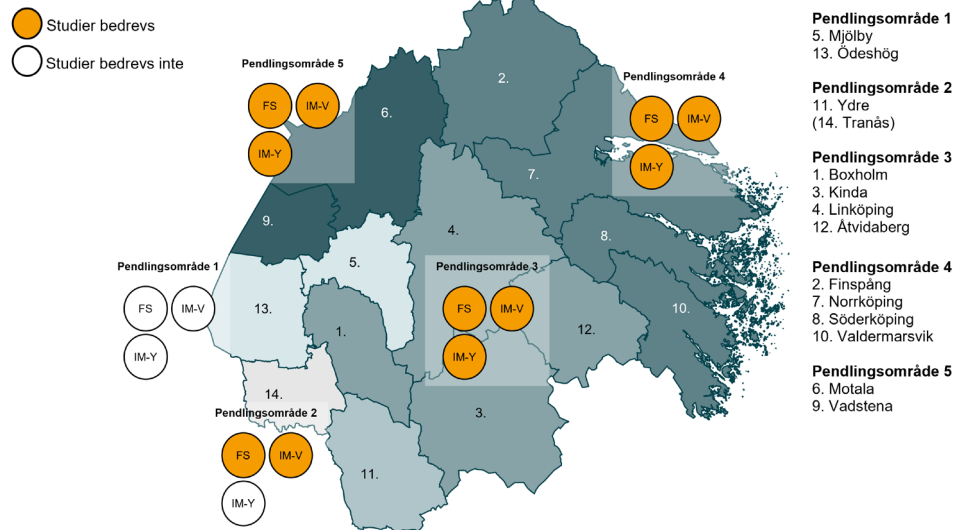 Studier bedrevs
Studier bedrevs inte
Pendlingsområde 5
FS
IM-V
IM-Y
Pendlingsområde 4
FS
IM-V
IM-Y
2.
6.
7.
9.
4.
8.
5.
Pendlingsområde 1
FS
IM-V
IM-Y
13.
1.
Pendlingsområde 3
FS
IM-V
IM-Y
12.
10.
14.
Pendlingsområde 2
FS
IM-V
IM-Y
3.
11.
Pendlingsområde 1
5. Mjölby
13. Ödeshög
Pendlingsområde 2
11. Ydre
(14. Tranås)
Pendlingsområde 3
1. Boxholm
3. Kinda
4. Linköping
12. Åtvidaberg
Pendlingsområde 4
2. Finspång
7. Norrköping
8. Söderköping
10. Valdermarsvik
Pendlingsområde 5
6. Motala
9. Vadstena